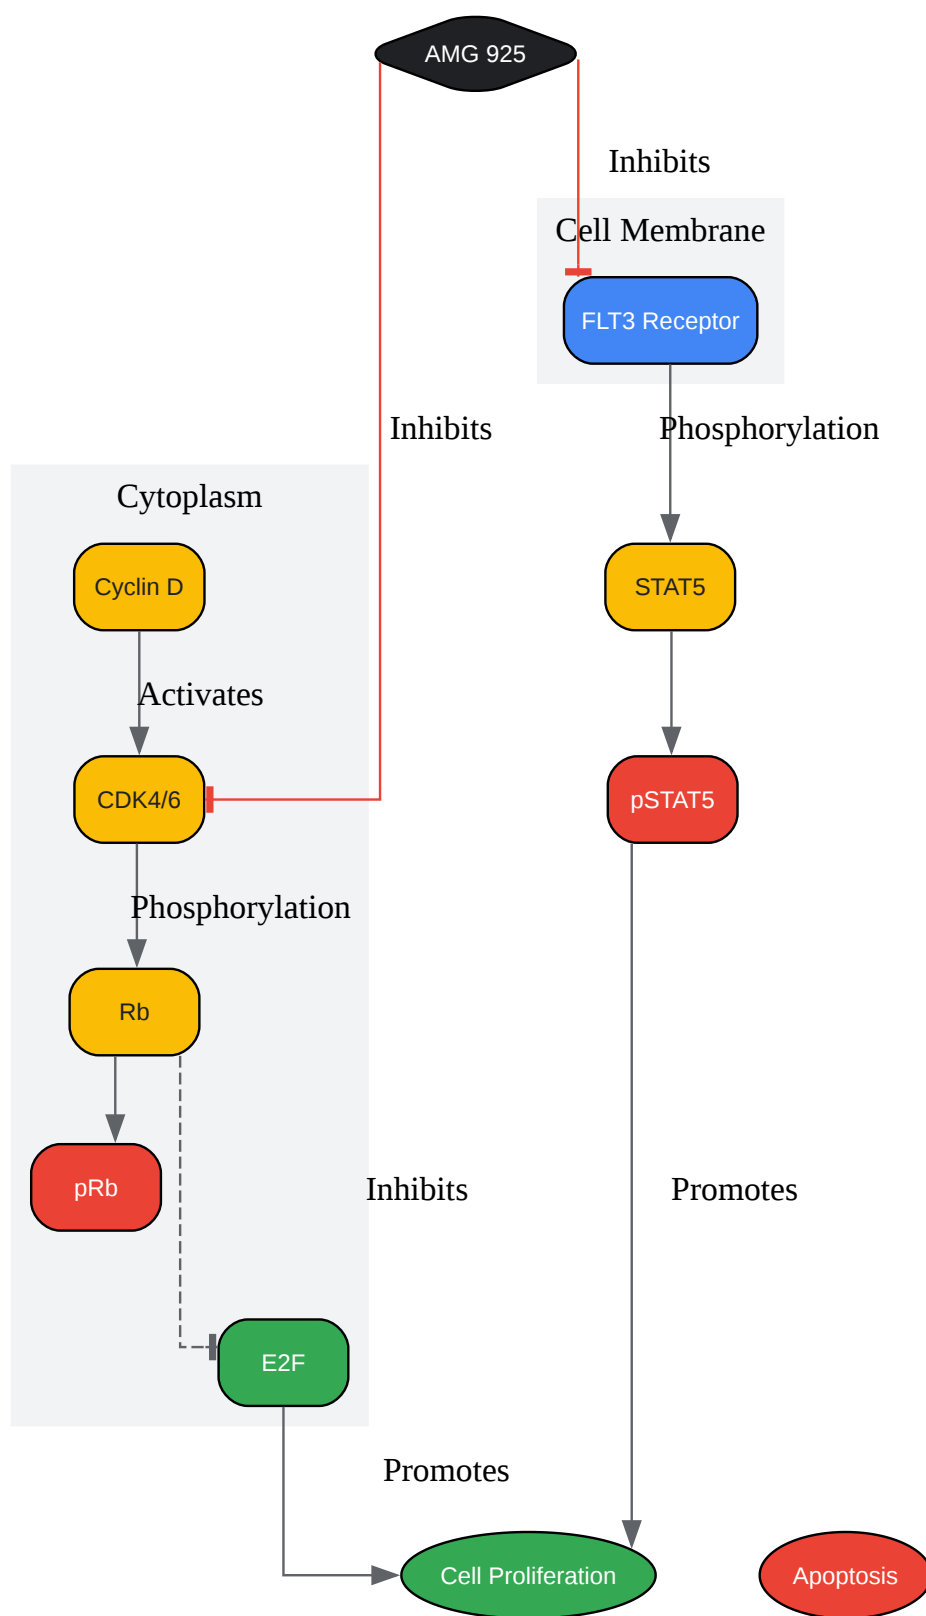 AMG 925
Inhibits
Cell Membrane
FLT3 Receptor
Inhibits
Phosphorylation
Cytoplasm
Cyclin D
STAT5
Activates
CDK4/6
pSTAT5
Phosphorylation
Rb
pRb
Inhibits
Promotes
E2F
Promotes
Cell Proliferation
Apoptosis